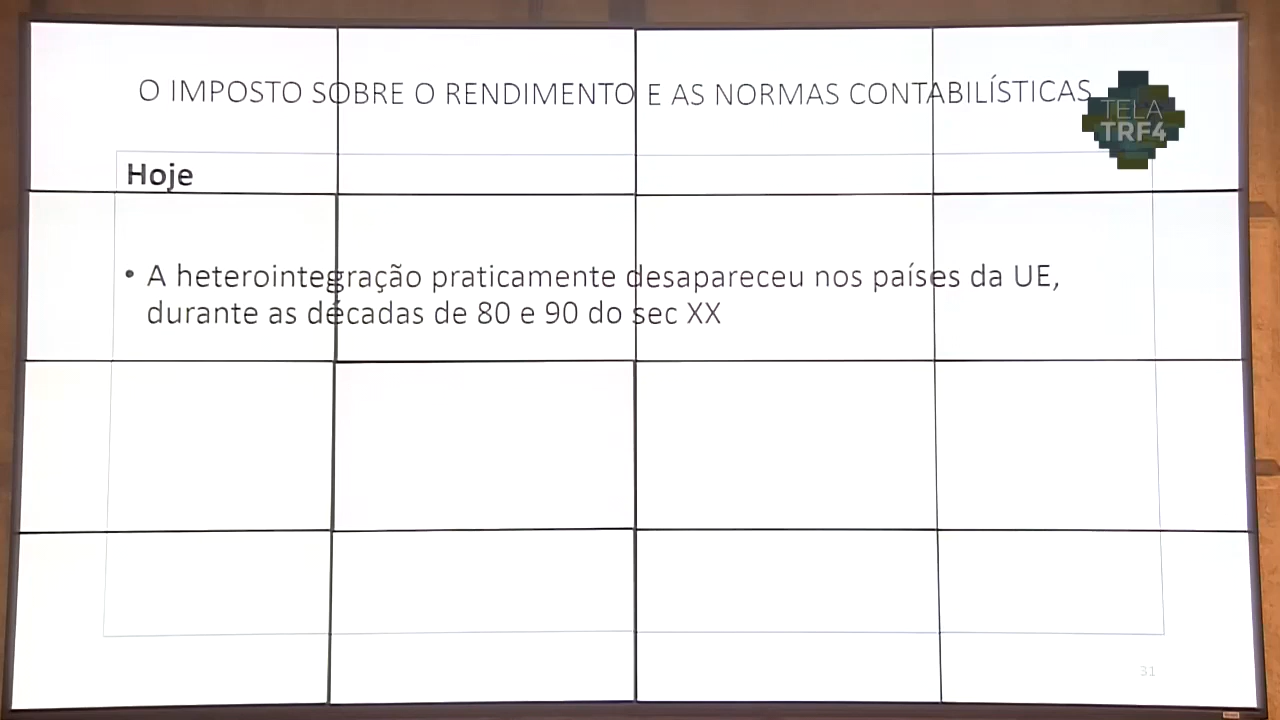 O IMPOSTO SOBRE O RENDIMENTO E AS NORMAS CONTABILÍSTICAS
TELA
TRF4
Hoje
• A heterointegração praticamente desapareceu nos países da UE,
durante as décadas de 80 e 90 do sec XX
31